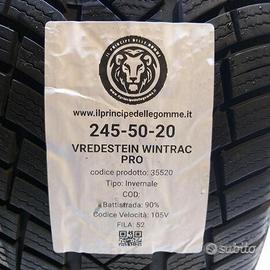 IL PRINCIPE DELLE GOMME
www.ilprincipedellegomme.it
245-50-20
VREDESTEIN WINTRAC
PRO
codice prodotto: 35520
Tipo: Invernale
COD:
Battistrada: 90%
Codice Velocità: 105V
FILA: 52
subito